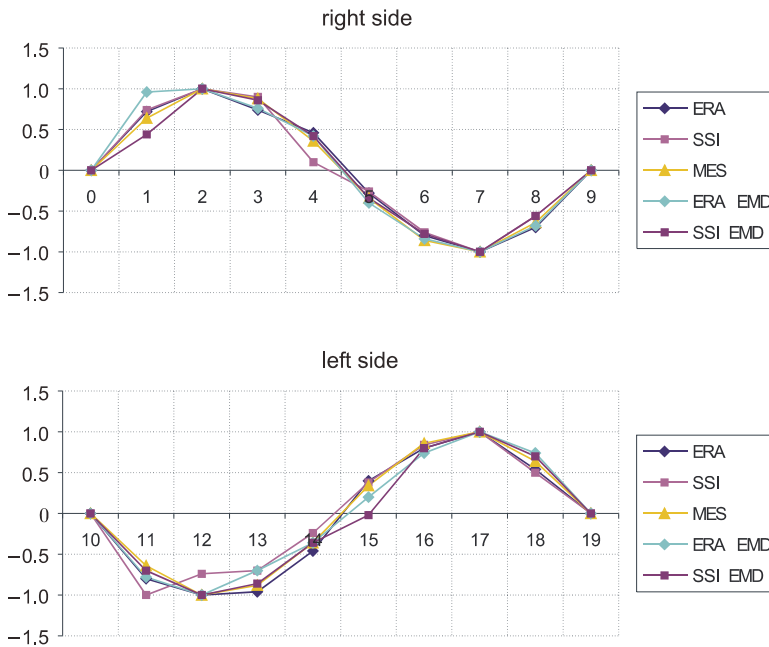 right side
1.5
1.0
0.5
0
−0.5
−1.0
−1.5
0 1 2 3 4 5 6 7 8 9
ERA
SSI
MES
ERA EMD
SSI EMD
left side
1.5
1.0
0.5
0
−0.5
−1.0
−1.5
10 11 12 13 14 15 16 17 18 19
ERA
SSI
MES
ERA EMD
SSI EMD